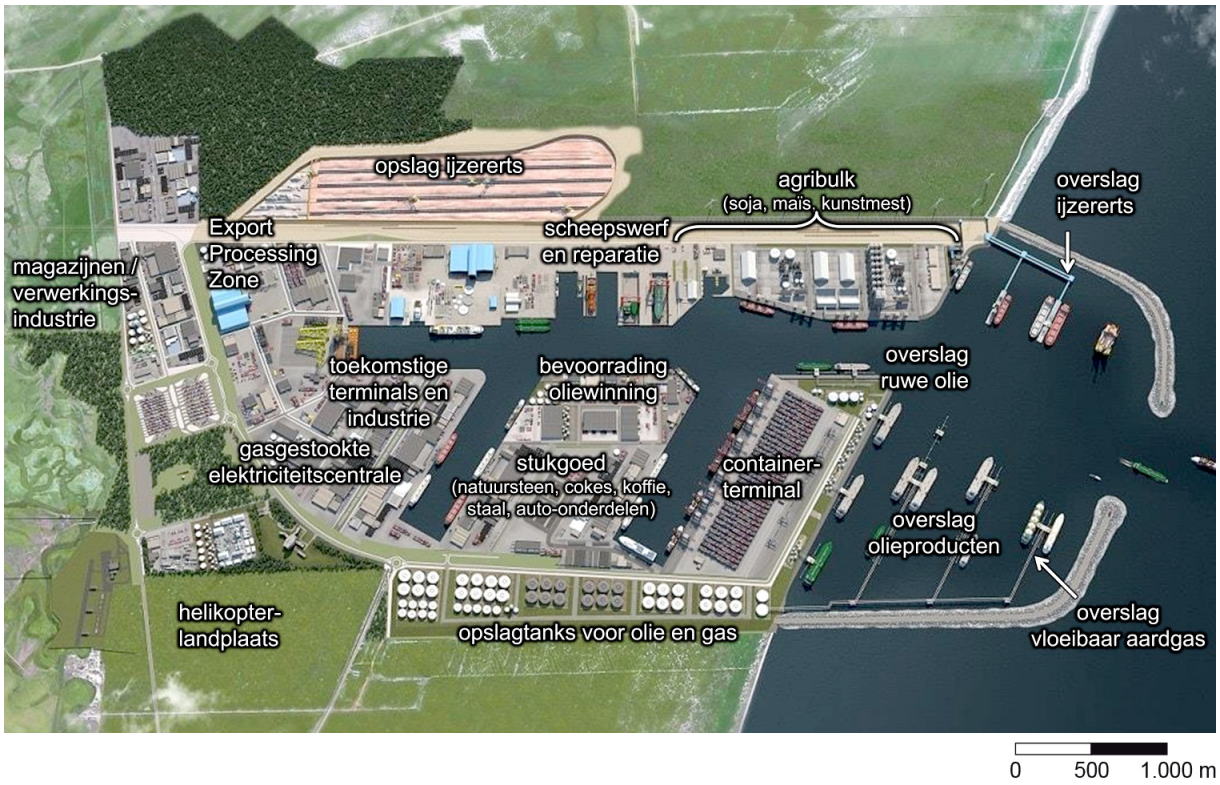 opslag ijzererts
agribulk
(soja, maïs, kunstmest)
overslag
ijzererts
Export
Processing
Zone
scheepswerf
en reparatie
magazijnen /
verwerkings-
industrie
toekomstige
terminals en
industrie
bevoorrading
oliewinning
overslag
ruwe olie
gasgestookte
elektriciteitscentrale
stukgoed
(natuursteen, cokes, koffie,
staal, auto-onderdelen)
container-
terminal
overslag
olieproducten
helikopter-
landplaats
opslagtanks voor olie en gas
overslag
vloeibaar aardgas
0 500 1.000 m